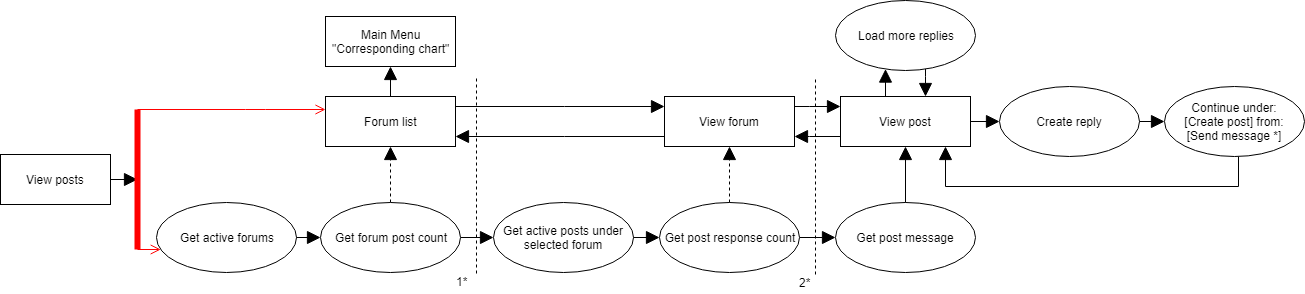 Main Menu
"Corresponding chart"
Load more replies
Forum list
View forum
View post
Create reply
Continue under:
[Create post] from:
[Send message *]
View posts
Get active forums
Get forum post count
Get active posts under
selected forum
Get post response count
Get post message
1*
2*